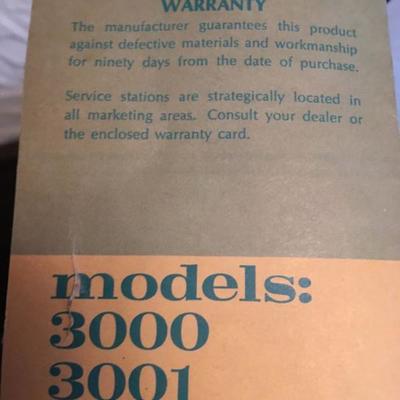 WARRANTY
The manufacturer guarantees this product
against defective materials and workmanship
for ninety days from the date of purchase.
Service stations are strategically located in
all marketing areas. Consult your dealer or
the enclosed warranty card.
models:
3000
3001